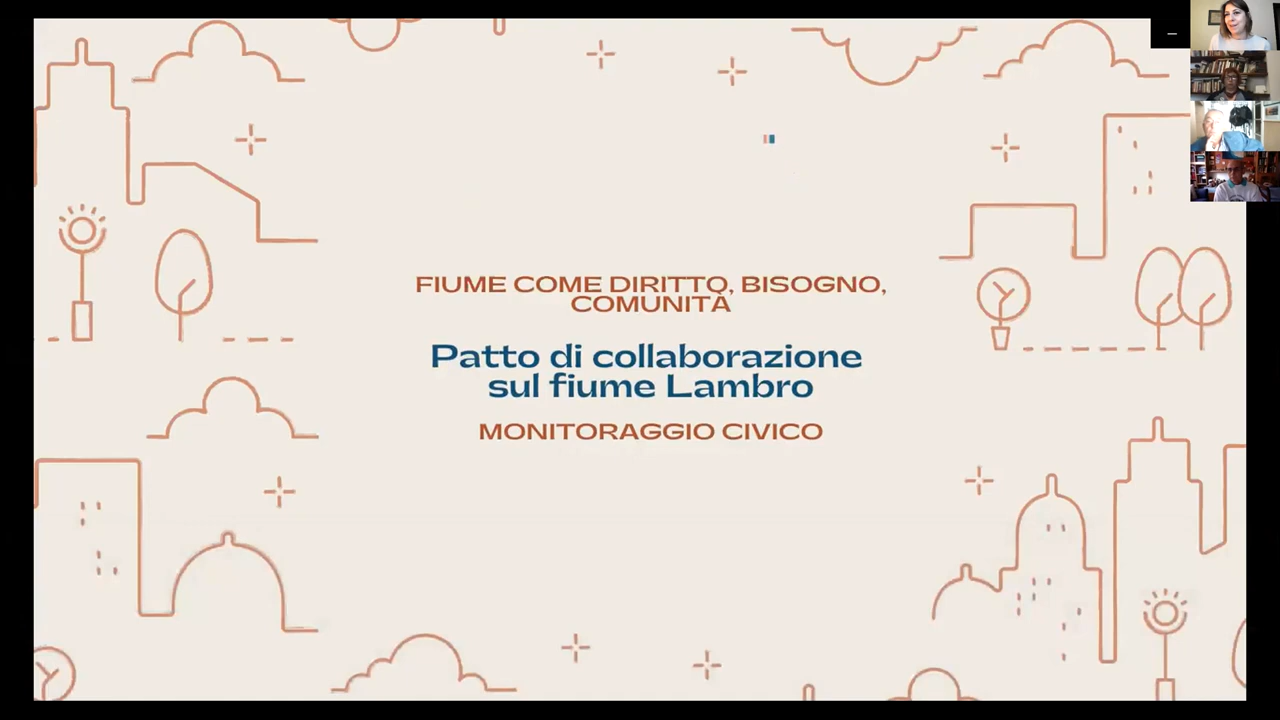 FIUME COME DIRITTO, BISOGNO,
COMUNITÀ
Patto di collaborazione
sul fiume Lambro
MONITORAGGIO CIVICO